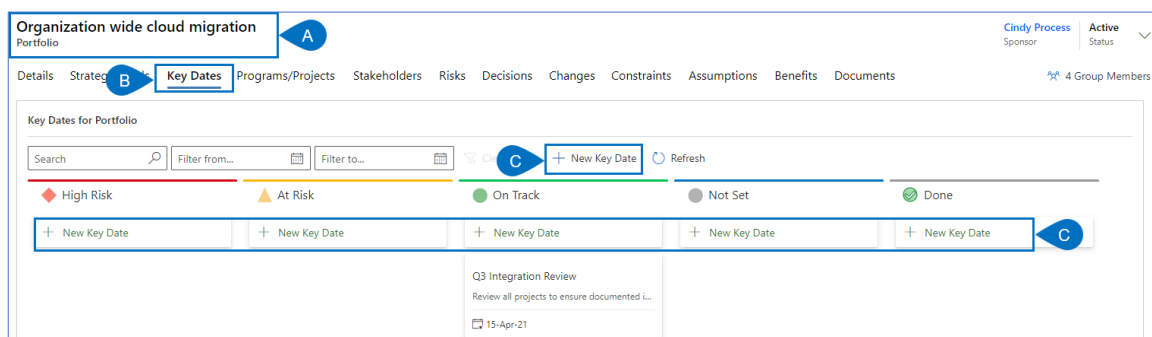 Organization wide cloud migration
Portfolio
A
Cindy Process
Sponsor
Active
Status
Details
B
Key Dates
Programs/Projects
Stakeholders
Risks
Decisions
Changes
Constraints
Assumptions
Benefits
Documents
4 Group Members
Key Dates for Portfolio
Search
Filter from...
Filter to...
C
New Key Date
Refresh
High Risk
At Risk
On Track
Not Set
Done
New Key Date
New Key Date
New Key Date
New Key Date
New Key Date
C
Q3 Integration Review
Review all projects to ensure documented i...
15-Apr-21